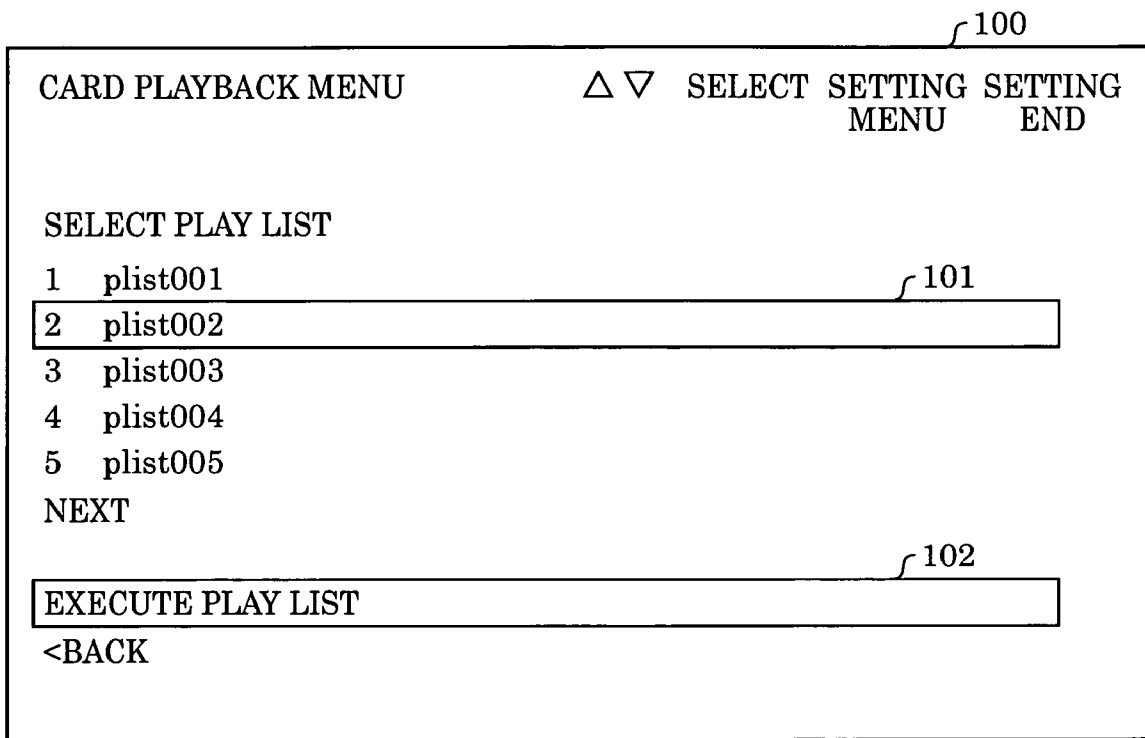 100
CARD PLAYBACK MENU △ ▽ SELECT SETTING MENU SETTING END
SELECT PLAY LIST
1 plist001
101
2 plist002
3 plist003
4 plist004
5 plist005
NEXT
102
EXECUTE PLAY LIST
<BACK